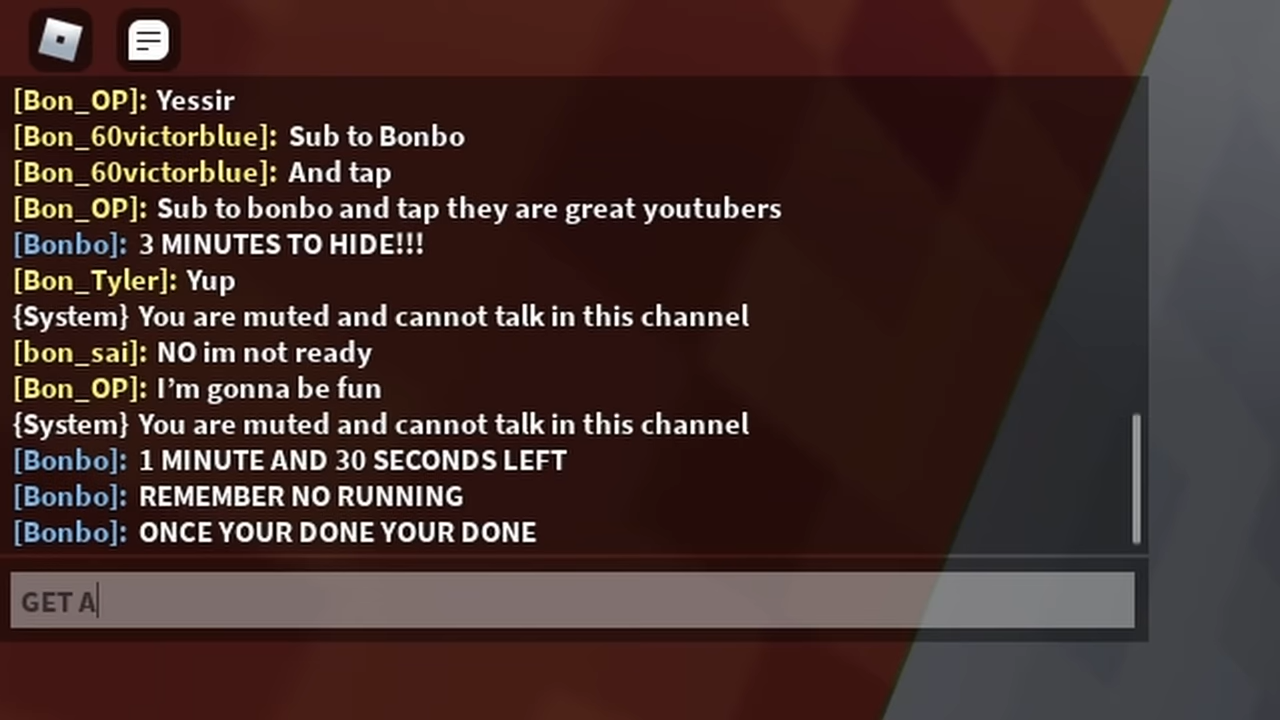 [Bon_OP]: Yessir
[Bon_60victorblue]: Sub to Bonbo
[Bon_60victorblue]: And tap
[Bon_OP]: Sub to bonbo and tap they are great youtubers
[Bonbo]: 3 MINUTES TO HIDE!!!
[Bon_Tyler]: Yup
{System} You are muted and cannot talk in this channel
[bon_sai]: NO im not ready
[Bon_OP]: I’m gonna be fun
{System} You are muted and cannot talk in this channel
[Bonbo]: 1 MINUTE AND 30 SECONDS LEFT
[Bonbo]: REMEMBER NO RUNNING
[Bonbo]: ONCE YOUR DONE YOUR DONE
GET A